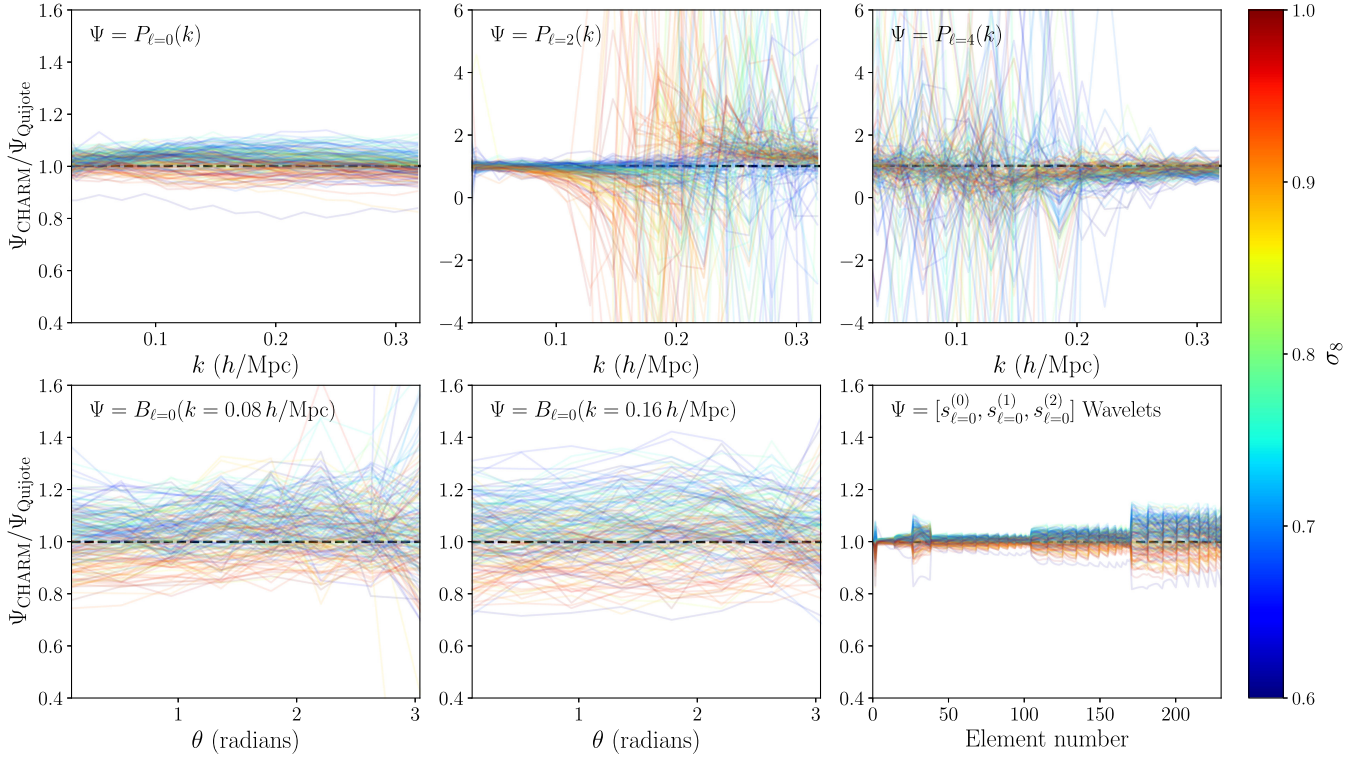 Ψ = P_{ℓ=0}(k)
1.6
1.4
1.2
1.0
0.8
0.6
0.4
Ψ_CHARM/Ψ_Quijote
0.1 0.2 0.3
k (h/Mpc)
Ψ = P_{ℓ=2}(k)
6
4
2
0
−2
−4
0.1 0.2 0.3
k (h/Mpc)
Ψ = P_{ℓ=4}(k)
6
4
2
0
−2
−4
0.1 0.2 0.3
k (h/Mpc)
Ψ = B_{ℓ=0}(k = 0.08 h/Mpc)
1.6
1.4
1.2
1.0
0.8
0.6
0.4
Ψ_CHARM/Ψ_Quijote
1 2 3
θ (radians)
Ψ = B_{ℓ=0}(k = 0.16 h/Mpc)
1.6
1.4
1.2
1.0
0.8
0.6
0.4
1 2 3
θ (radians)
Ψ = [s^{(0)}_{ℓ=0}, s^{(1)}_{ℓ=0}, s^{(2)}_{ℓ=0}] Wavelets
1.6
1.4
1.2
1.0
0.8
0.6
0.4
0 50 100 150 200
Element number
1.0
0.9
0.8
0.7
0.6
σ_8